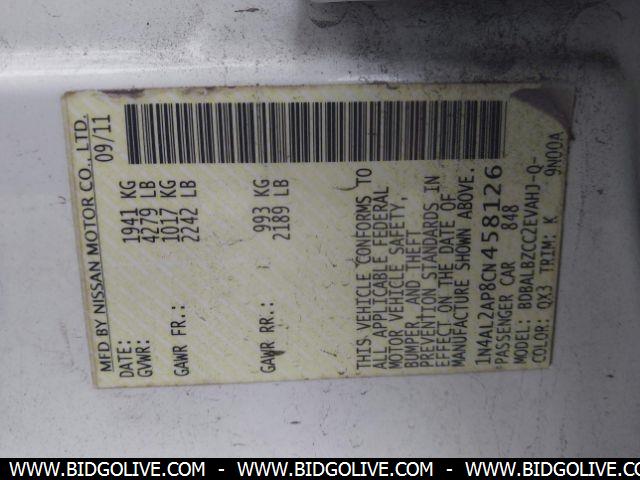 MFD BY NISSAN MOTOR CO., LTD.
DATE: 09/11
GVWR: 1941 KG
4279 LB
GAWR FR.: 1017 KG
2242 LB
GAWR RR.: 993 KG
2189 LB
THIS VEHICLE CONFORMS TO
ALL APPLICABLE FEDERAL
MOTOR VEHICLE SAFETY,
BUMPER, AND THEFT
PREVENTION STANDARDS IN
EFFECT ON THE DATE OF
MANUFACTURE SHOWN ABOVE.
1N4AL2AP8CN458126
PASSENGER CAR 848
MODEL: BDBALBZCC2EVAHJ-Q-
COLOR: QX3 TRIM: K 9N00A
WWW.BIDGOLIVE.COM - WWW.BIDGOLIVE.COM - WWW.BIDGOLIVE.COM